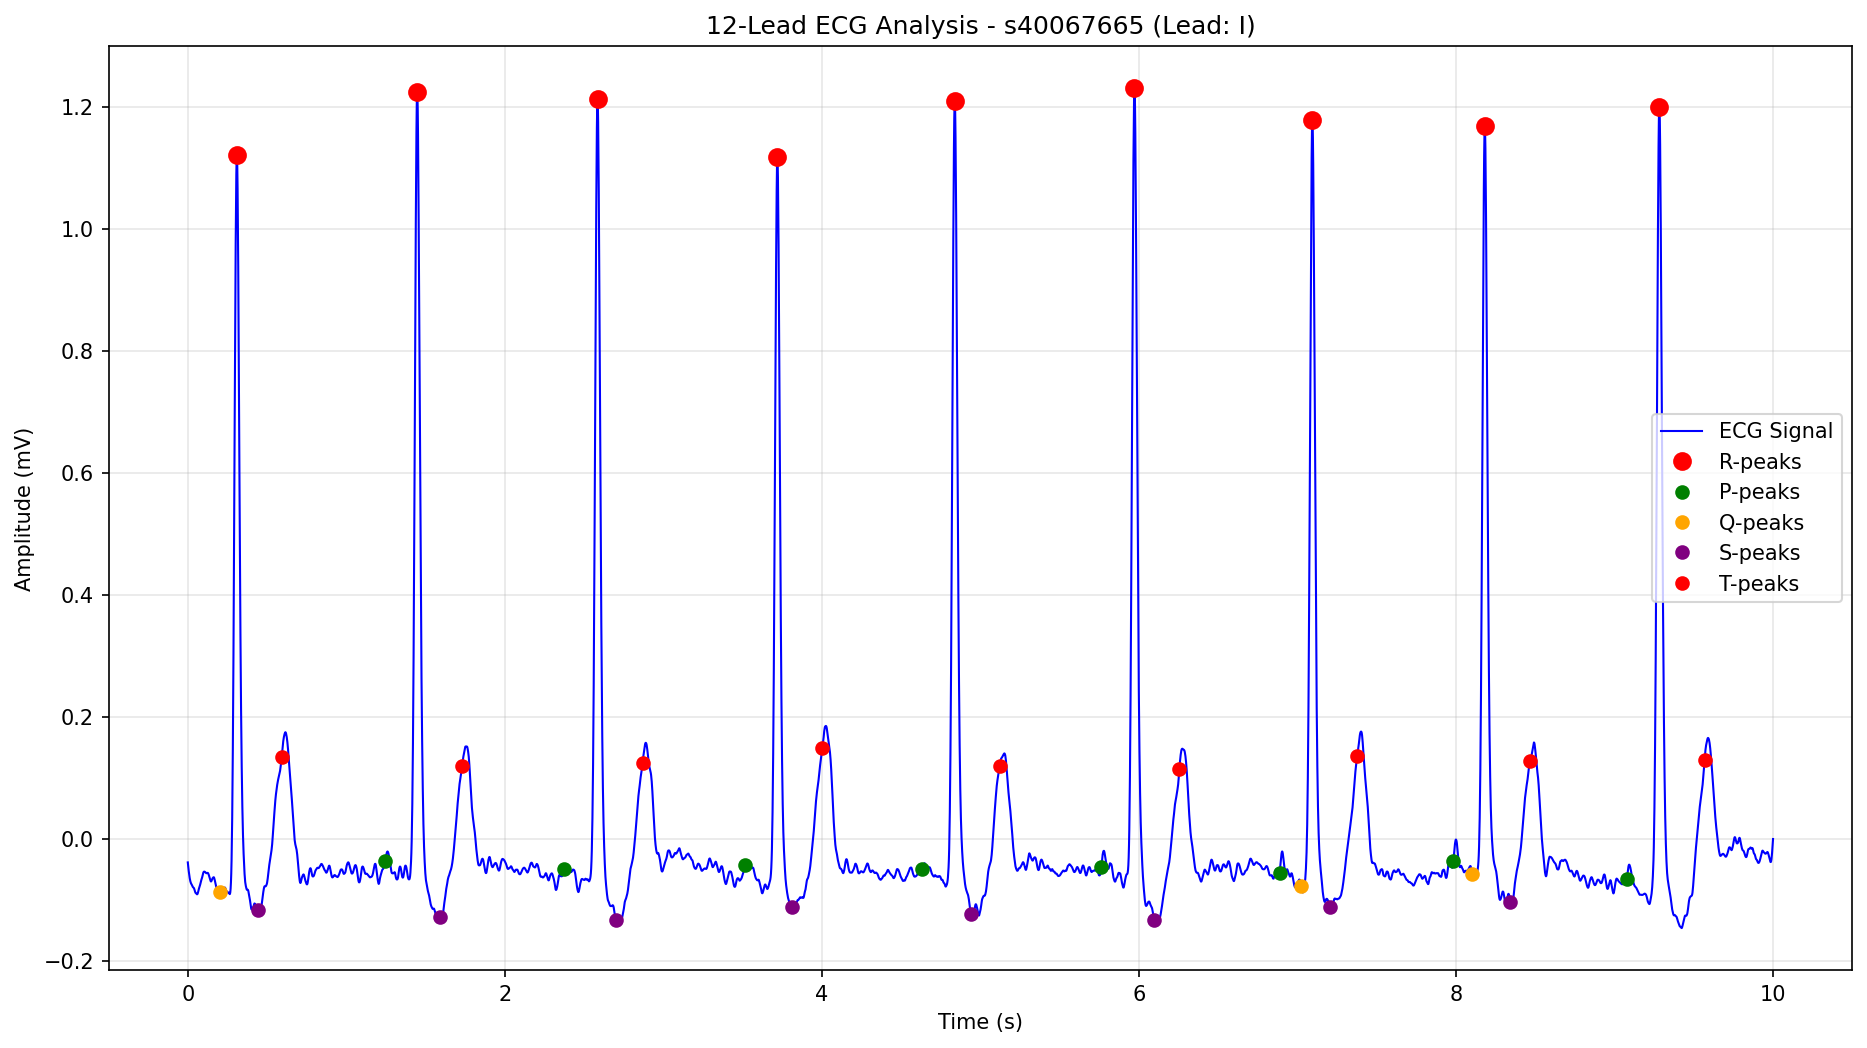 12-Lead ECG Analysis - s40067665 (Lead: I)
Amplitude (mV)
1.2
1.0
0.8
0.6
0.4
0.2
0.0
−0.2
ECG Signal
R-peaks
P-peaks
Q-peaks
S-peaks
T-peaks
0 2 4 6 8 10
Time (s)